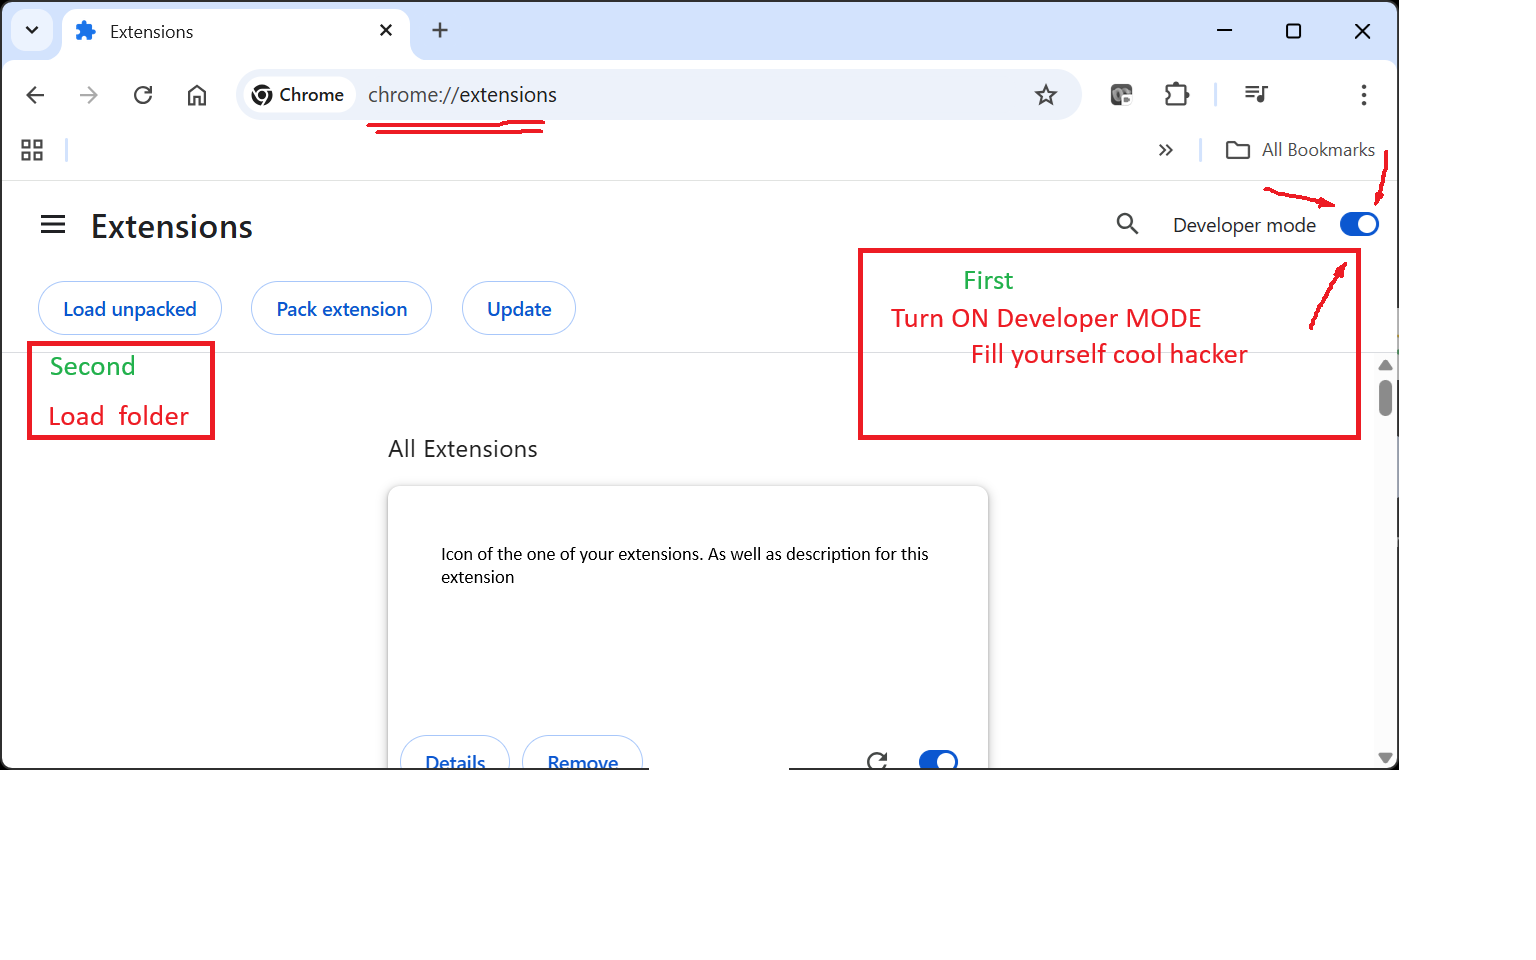 Extensions
Chrome chrome://extensions
All Bookmarks
Extensions
Developer mode
Load unpacked
Pack extension
Update
First
Turn ON Developer MODE
Fill yourself cool hacker
Second
Load folder
All Extensions
Icon of the one of your extensions. As well as description for this
extension
Details
Remove